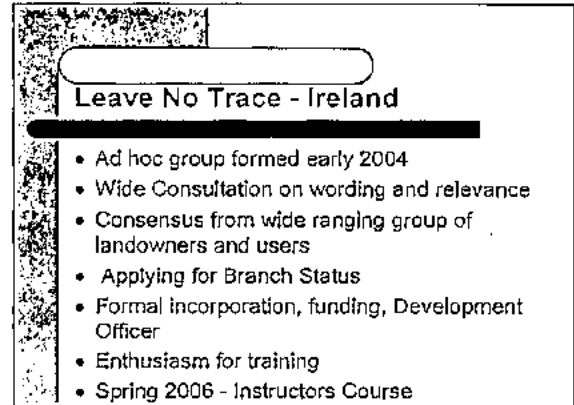 Leave No Trace - Ireland
• Ad hoc group formed early 2004
• Wide Consultation on wording and relevance
• Consensus from wide ranging group of
landowners and users
• Applying for Branch Status
• Formal incorporation, funding, Development
Officer
• Enthusiasm for training
• Spring 2006 - Instructors Course